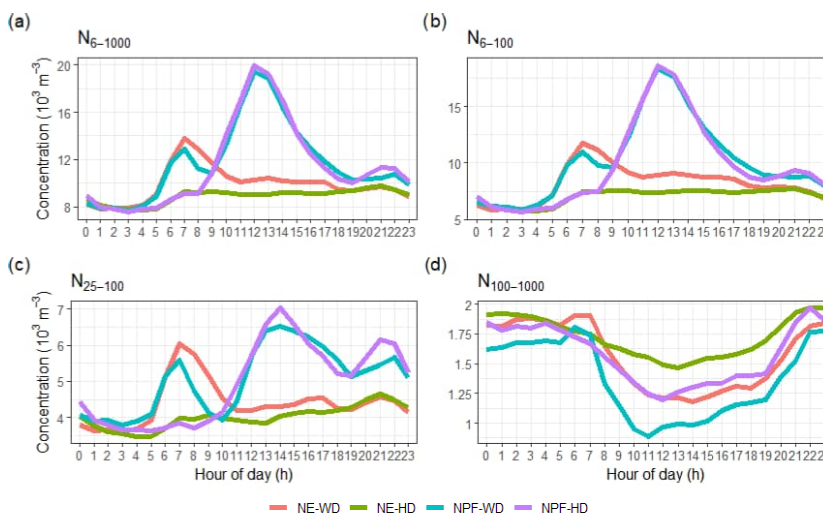 (a)
N6–1000
Concentration (10³ m⁻³)
20
16
12
8
0 1 2 3 4 5 6 7 8 9 10 11 12 13 14 15 16 17 18 19 20 21 22 23
(b)
N6–100
15
10
5
0 1 2 3 4 5 6 7 8 9 10 11 12 13 14 15 16 17 18 19 20 21 22 23
(c)
N25–100
Concentration (10³ m⁻³)
7
6
5
4
0 1 2 3 4 5 6 7 8 9 10 11 12 13 14 15 16 17 18 19 20 21 22 23
Hour of day (h)
(d)
N100–1000
2
1.75
1.5
1.25
1
0 1 2 3 4 5 6 7 8 9 10 11 12 13 14 15 16 17 18 19 20 21 22 23
Hour of day (h)
NE-WD NE-HD NPF-WD NPF-HD